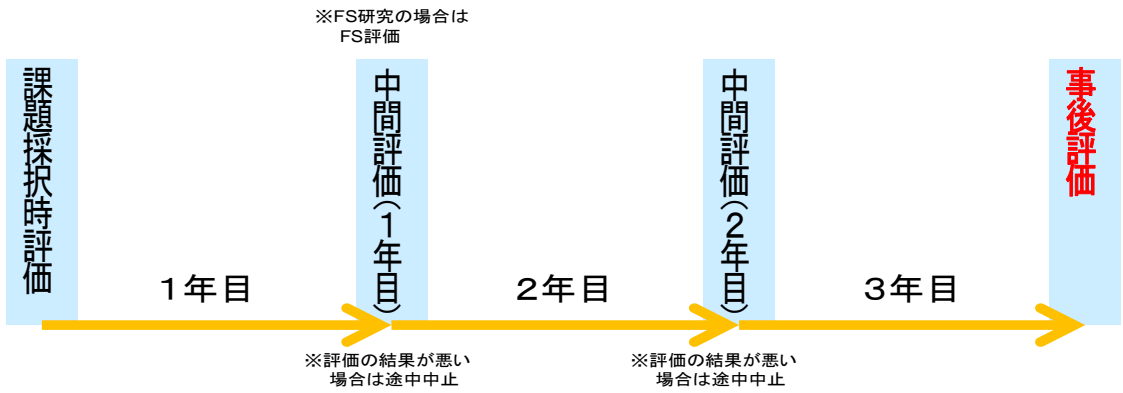 ※FS研究の場合は
FS評価
課題採択時評価
中間評価(1年目)
中間評価(2年目)
事後評価
1年目
2年目
3年目
※評価の結果が悪い
場合は途中中止
※評価の結果が悪い
場合は途中中止